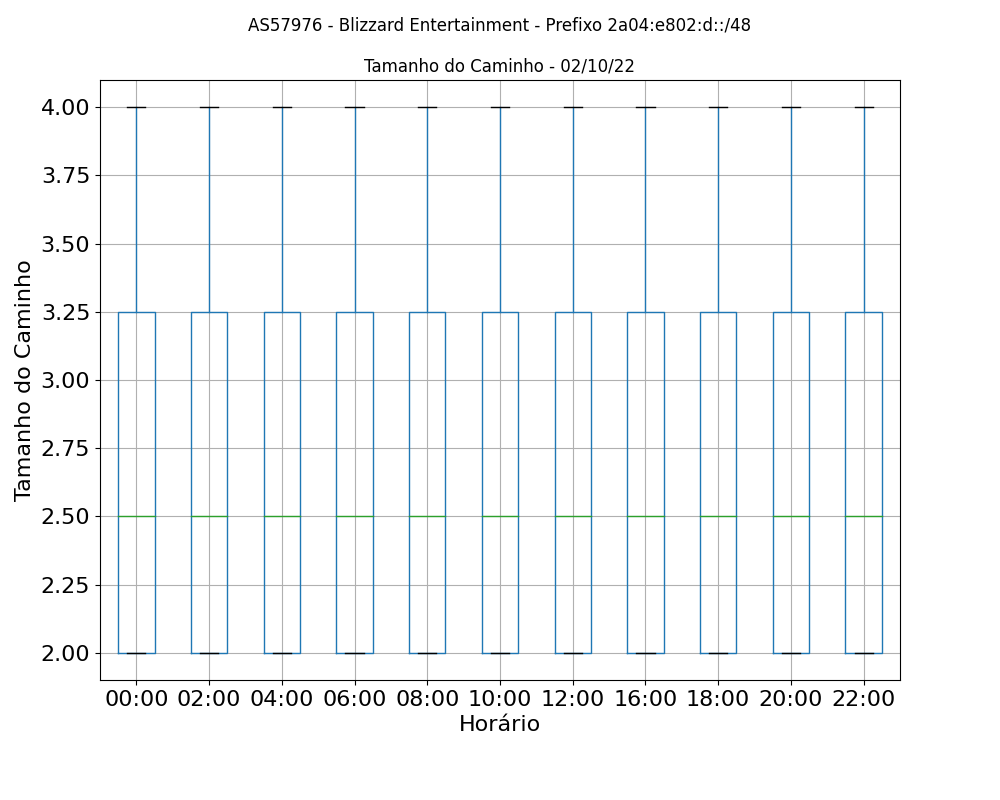 AS57976 - Blizzard Entertainment - Prefixo 2a04:e802:d::/48
Tamanho do Caminho - 02/10/22
4.00
3.75
3.50
3.25
3.00
2.75
2.50
2.25
2.00
Tamanho do Caminho
00:00 02:00 04:00 06:00 08:00 10:00 12:00 16:00 18:00 20:00 22:00
Horário